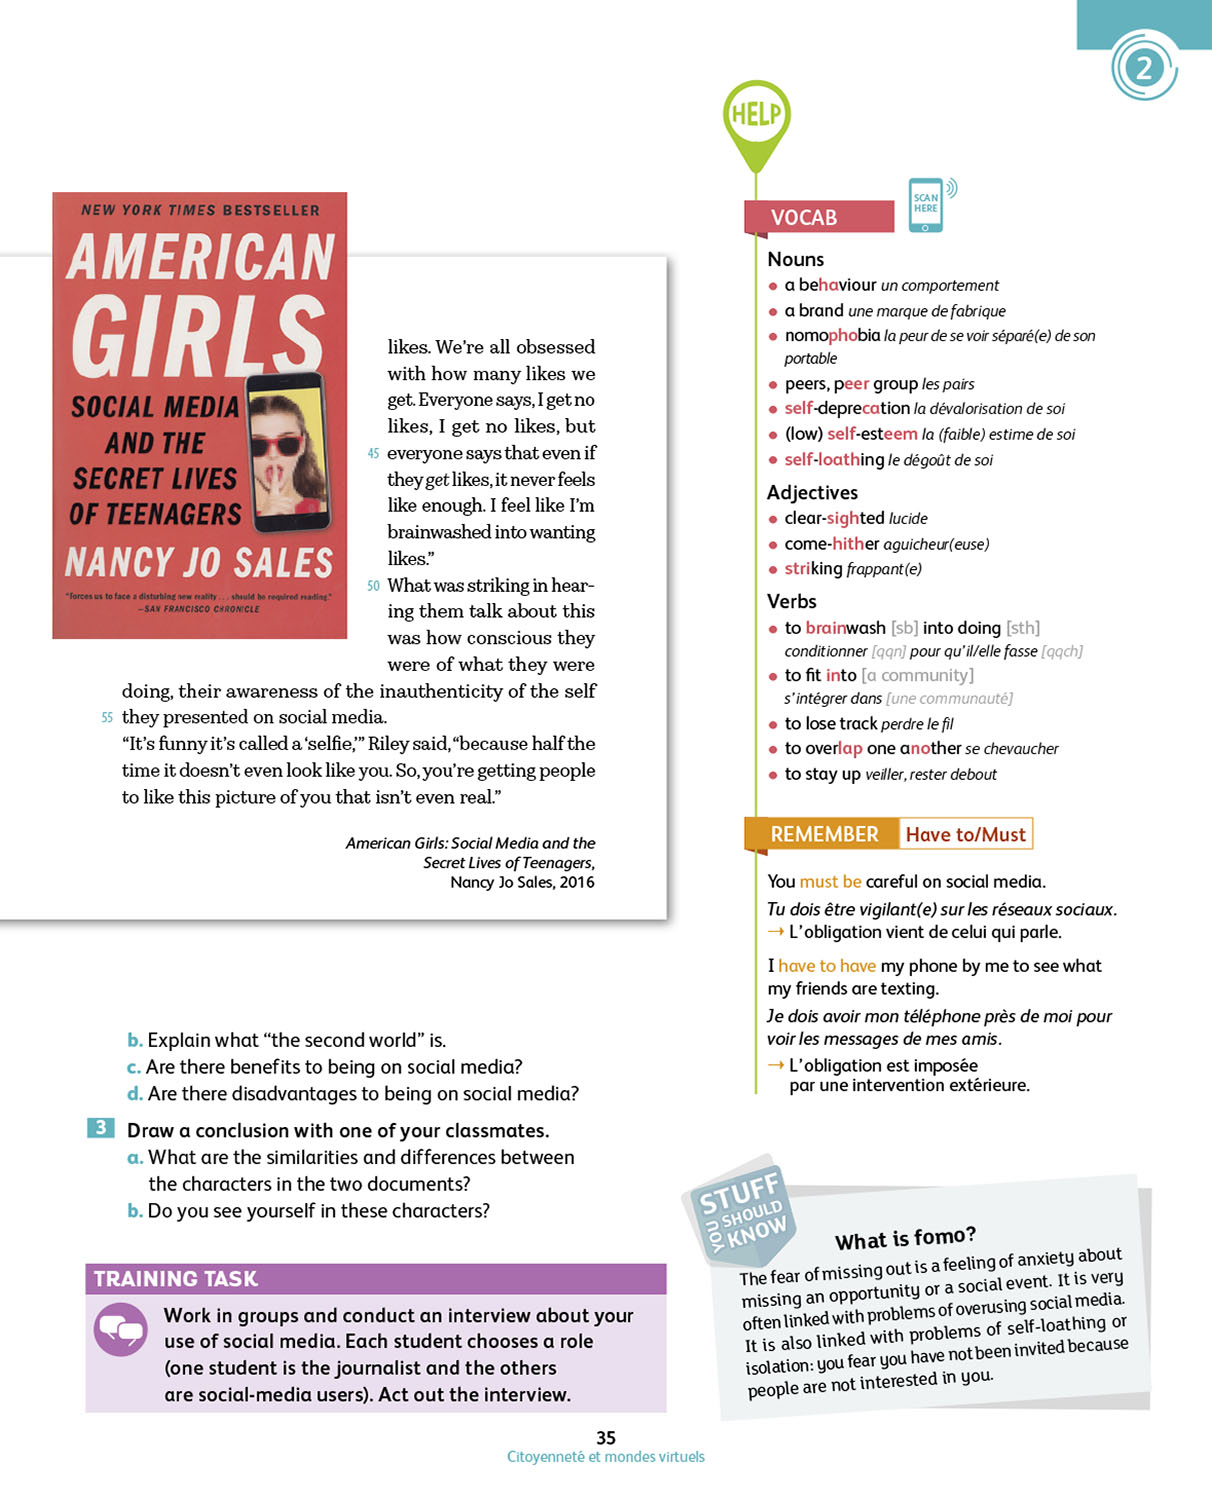 2
NEW YORK TIMES BESTSELLER
AMERICAN
GIRLS
SOCIAL MEDIA
AND THE
SECRET LIVES
OF TEENAGERS
NANCY JO SALES
"Forces us to face a disturbing new reality . . . should be required reading."
—SAN FRANCISCO CHRONICLE
likes. We're all obsessed
with how many likes we
get. Everyone says, I get no
likes, I get no likes, but
45 everyone says that even if
they get likes, it never feels
like enough. I feel like I'm
brainwashed into wanting
likes."
50 What was striking in hear-
ing them talk about this
was how conscious they
were of what they were
doing, their awareness of the inauthenticity of the self
55 they presented on social media.
"It's funny it's called a 'selfie,'" Riley said, "because half the
time it doesn't even look like you. So, you're getting people
to like this picture of you that isn't even real."
American Girls: Social Media and the
Secret Lives of Teenagers,
Nancy Jo Sales, 2016
b. Explain what "the second world" is.
c. Are there benefits to being on social media?
d. Are there disadvantages to being on social media?
3 Draw a conclusion with one of your classmates.
a. What are the similarities and differences between
the characters in the two documents?
b. Do you see yourself in these characters?
TRAINING TASK
Work in groups and conduct an interview about your
use of social media. Each student chooses a role
(one student is the journalist and the others
are social-media users). Act out the interview.
HELP
VOCAB
SCAN
HERE
Nouns
• a behaviour un comportement
• a brand une marque de fabrique
• nomophobia la peur de se voir séparé(e) de son
portable
• peers, peer group les pairs
• self-deprecation la dévalorisation de soi
• (low) self-esteem la (faible) estime de soi
• self-loathing le dégoût de soi
Adjectives
• clear-sighted lucide
• come-hither aguicheur(euse)
• striking frappant(e)
Verbs
• to brainwash [sb] into doing [sth]
conditionner [qqn] pour qu'il/elle fasse [qqch]
• to fit into [a community]
s'intégrer dans [une communauté]
• to lose track perdre le fil
• to overlap one another se chevaucher
• to stay up veiller, rester debout
REMEMBER Have to/Must
You must be careful on social media.
Tu dois être vigilant(e) sur les réseaux sociaux.
→ L'obligation vient de celui qui parle.
I have to have my phone by me to see what
my friends are texting.
Je dois avoir mon téléphone près de moi pour
voir les messages de mes amis.
→ L'obligation est imposée
par une intervention extérieure.
STUFF
YOU SHOULD
KNOW
What is fomo?
The fear of missing out is a feeling of anxiety about
missing an opportunity or a social event. It is very
often linked with problems of overusing social media.
It is also linked with problems of self-loathing or
isolation: you fear you have not been invited because
people are not interested in you.
35
Citoyenneté et mondes virtuels